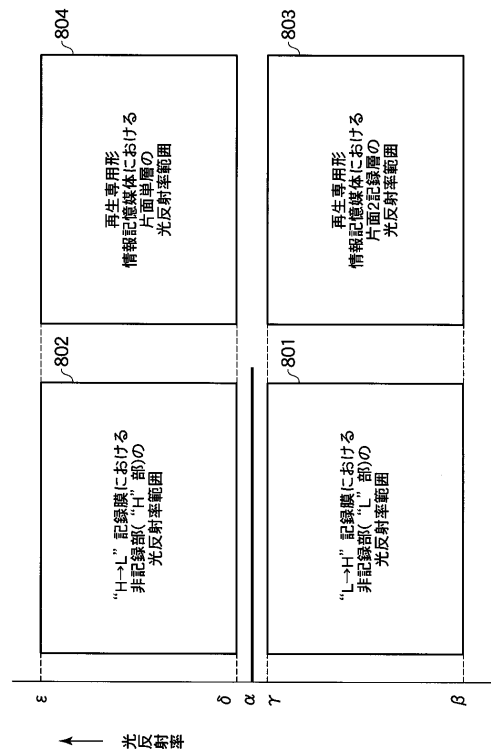 804
再生専用形
情報記憶媒体における
片面単層の
光反射率範囲
803
再生専用形
情報記憶媒体における
片面2記録層の
光反射率範囲
802
“H→L” 記録膜における
非記録部(“H” 部)の
光反射率範囲
801
“L→H” 記録膜における
非記録部(“L” 部)の
光反射率範囲
ε
δ
α
γ
β
光
反
射
率